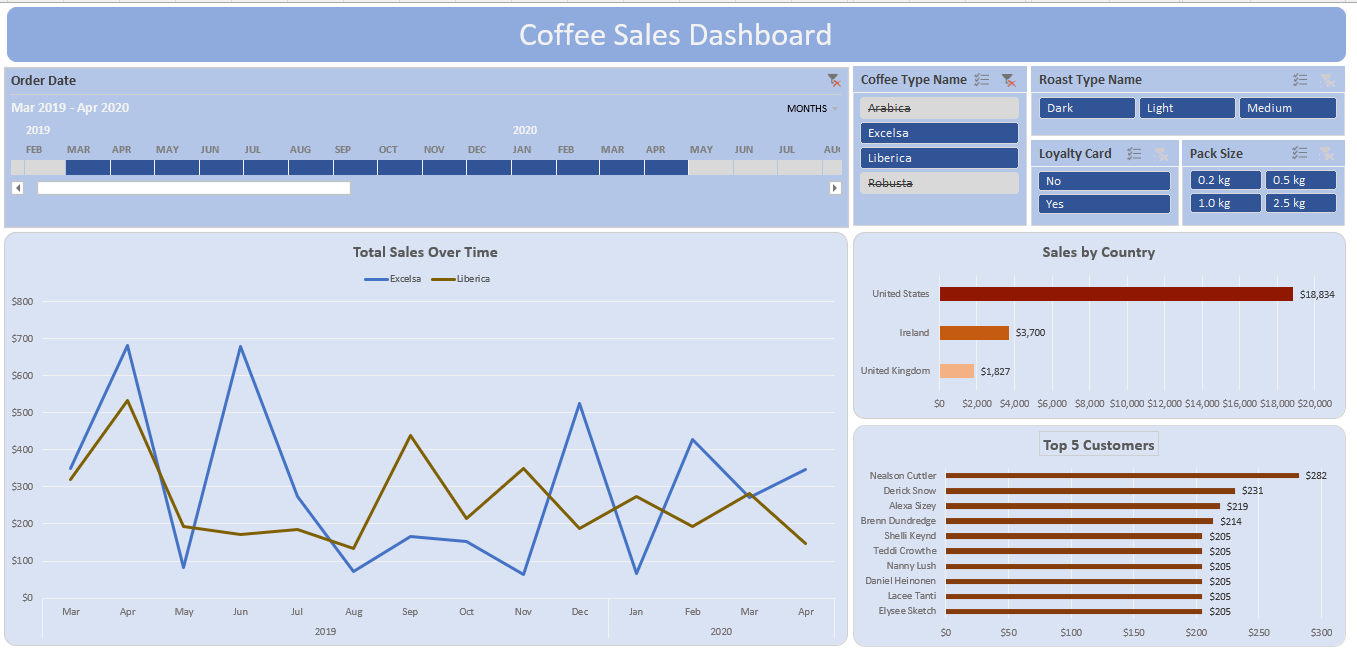 Coffee Sales Dashboard
Order Date
Mar 2019 - Apr 2020
MONTHS
2019 2020
FEB MAR APR MAY JUN JUL AUG SEP OCT NOV DEC JAN FEB MAR APR MAY JUN JUL AU
Coffee Type Name
Arabica
Excelsa
Liberica
Robusta
Roast Type Name
Dark Light Medium
Loyalty Card
No
Yes
Pack Size
0.2 kg 0.5 kg
1.0 kg 2.5 kg
Total Sales Over Time
Excelsa Liberica
$800
$700
$600
$500
$400
$300
$200
$100
$0
Mar Apr May Jun Jul Aug Sep Oct Nov Dec Jan Feb Mar Apr
2019 2020
Sales by Country
United States $18,834
Ireland $3,700
United Kingdom $1,827
$0 $2,000 $4,000 $6,000 $8,000 $10,000 $12,000 $14,000 $16,000 $18,000 $20,000
Top 5 Customers
Nealson Cuttler $282
Derick Snow $231
Alexa Sizey $219
Brenn Dundredge $214
Shelli Keynd $205
Teddi Crowthe $205
Nanny Lush $205
Daniel Heinonen $205
Lacee Tanti $205
Elysee Sketch $205
$0 $50 $100 $150 $200 $250 $300